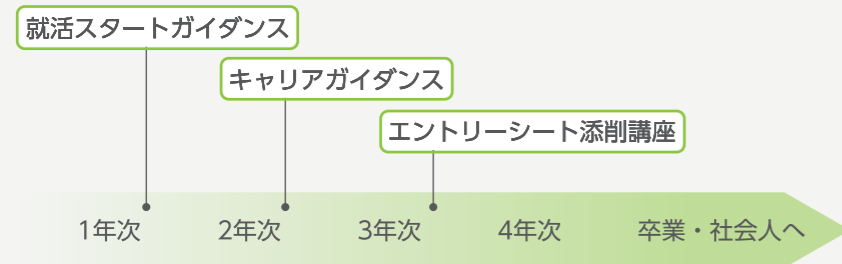 就活スタートガイダンス
キャリアガイダンス
エントリーシート添削講座
1年次 2年次 3年次 4年次 卒業・社会人へ